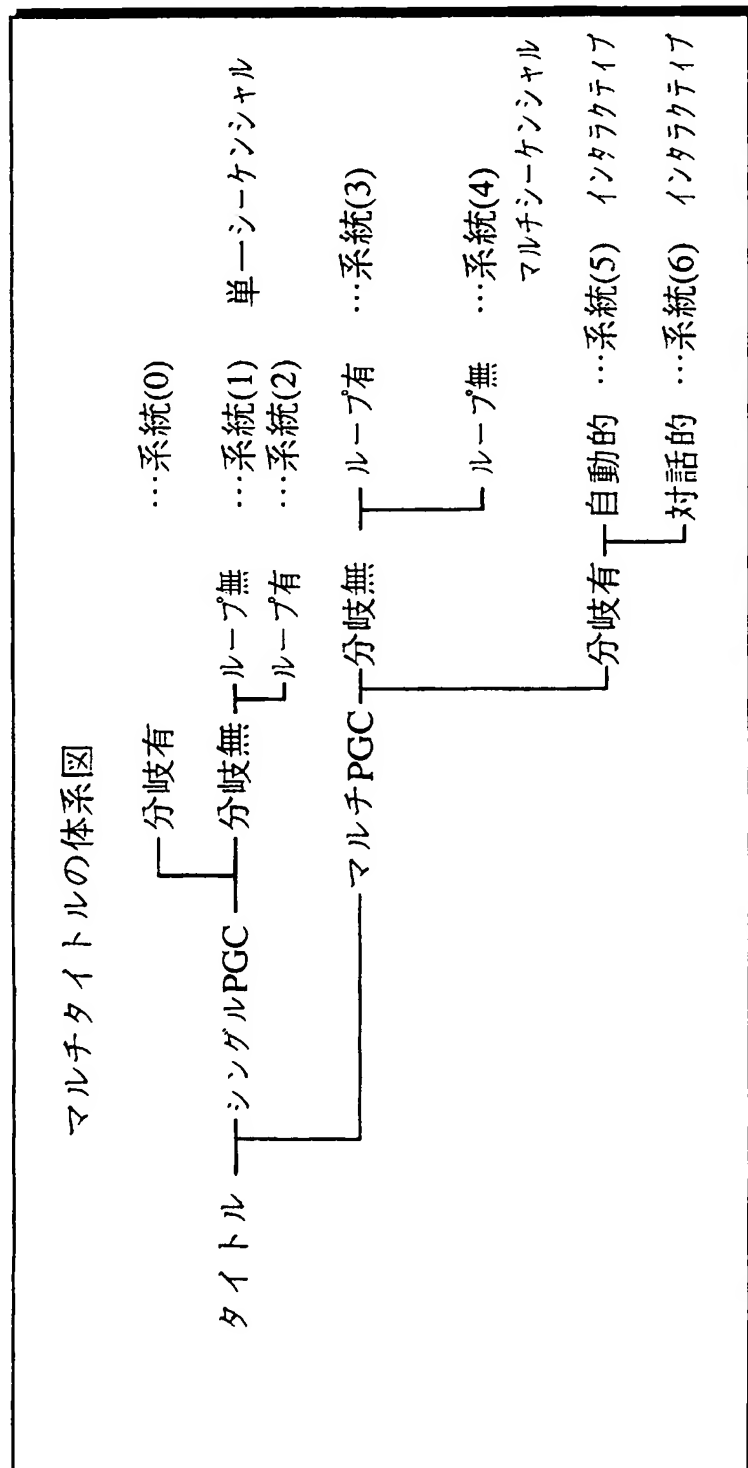 マルチタイトルの体系図
分岐有 …系統(0)
タイトル シングルPGC 分岐無 ループ無 …系統(1) 単一シーケンシャル
ループ有 …系統(2)
マルチPGC 分岐無 ループ有 …系統(3)
ループ無 …系統(4)
マルチシーケンシャル
分岐有 自動的 …系統(5) インタラクティブ
対話的 …系統(6) インタラクティブ